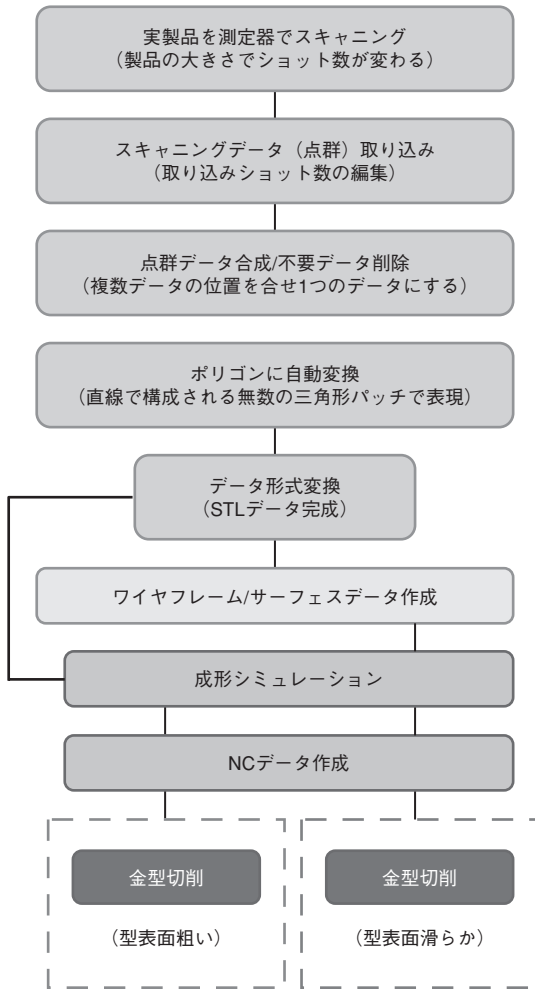 実製品を測定器でスキャニング
（製品の大きさでショット数が変わる）
スキャニングデータ（点群）取り込み
（取り込みショット数の編集）
点群データ合成/不要データ削除
（複数データの位置を合せ1つのデータにする）
ポリゴンに自動変換
（直線で構成される無数の三角形パッチで表現）
データ形式変換
（STLデータ完成）
ワイヤフレーム/サーフェスデータ作成
成形シミュレーション
NCデータ作成
金型切削
（型表面粗い）
金型切削
（型表面滑らか）